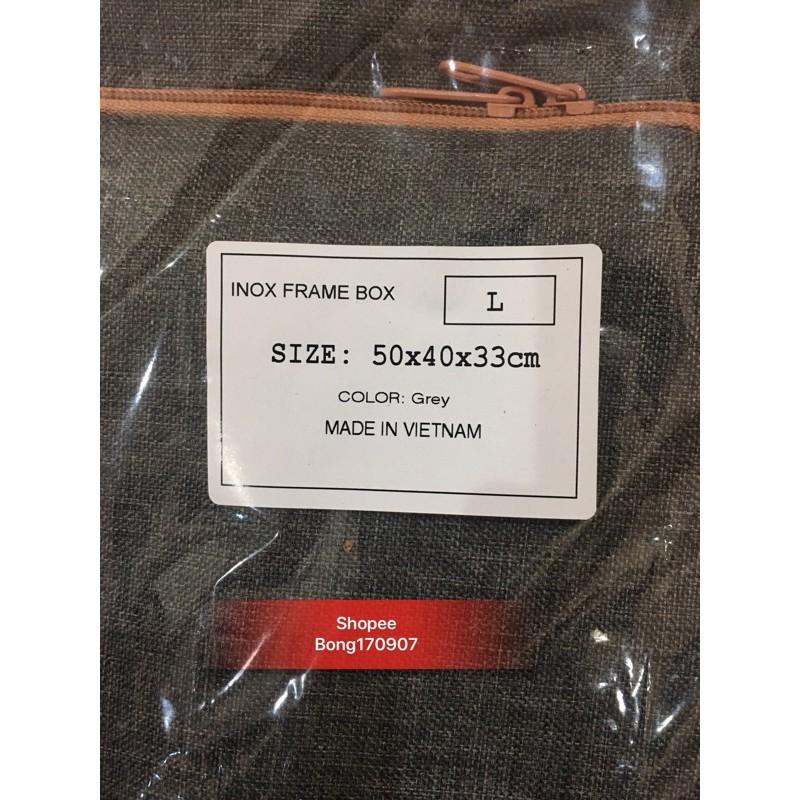 INOX FRAME BOX
L
SIZE: 50x40x33cm
COLOR: Grey
MADE IN VIETNAM
Shopee
Bong170907